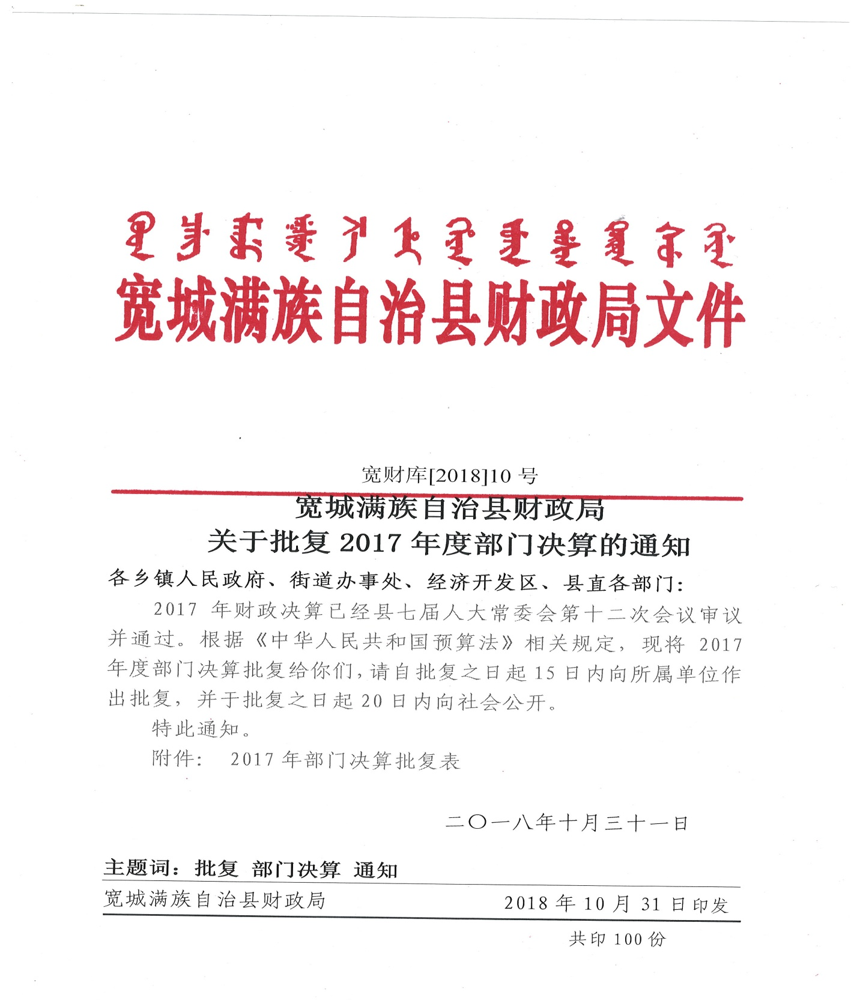 宽城满族自治县财政局文件
宽财库[2018]10 号
宽城满族自治县财政局
关于批复 2017 年度部门决算的通知
各乡镇人民政府、街道办事处、经济开发区、县直各部门：
2017 年财政决算已经县七届人大常委会第十二次会议审议
并通过。根据《中华人民共和国预算法》相关规定，现将 2017
年度部门决算批复给你们，请自批复之日起 15 日内向所属单位作
出批复，并于批复之日起 20 日内向社会公开。
特此通知。
附件： 2017 年部门决算批复表
二〇一八年十月三十一日
主题词：批复 部门决算 通知
宽城满族自治县财政局 2018 年 10 月 31 日印发
共印 100 份